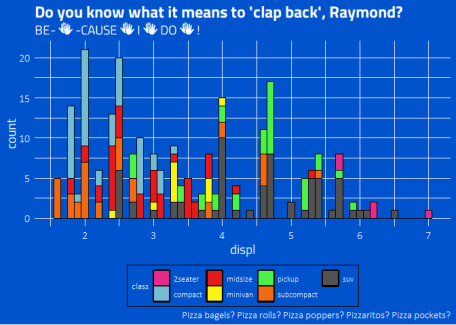 Do you know what it means to 'clap back', Raymond?
BE- 👋 -CAUSE 👋 I 👋 DO 👋 !
count
20
15
10
5
0
2
3
4
5
6
7
displ
class
2seater
midsize
pickup
suv
compact
minivan
subcompact
Pizza bagels? Pizza rolls? Pizza poppers? Pizzaritos? Pizza pockets?